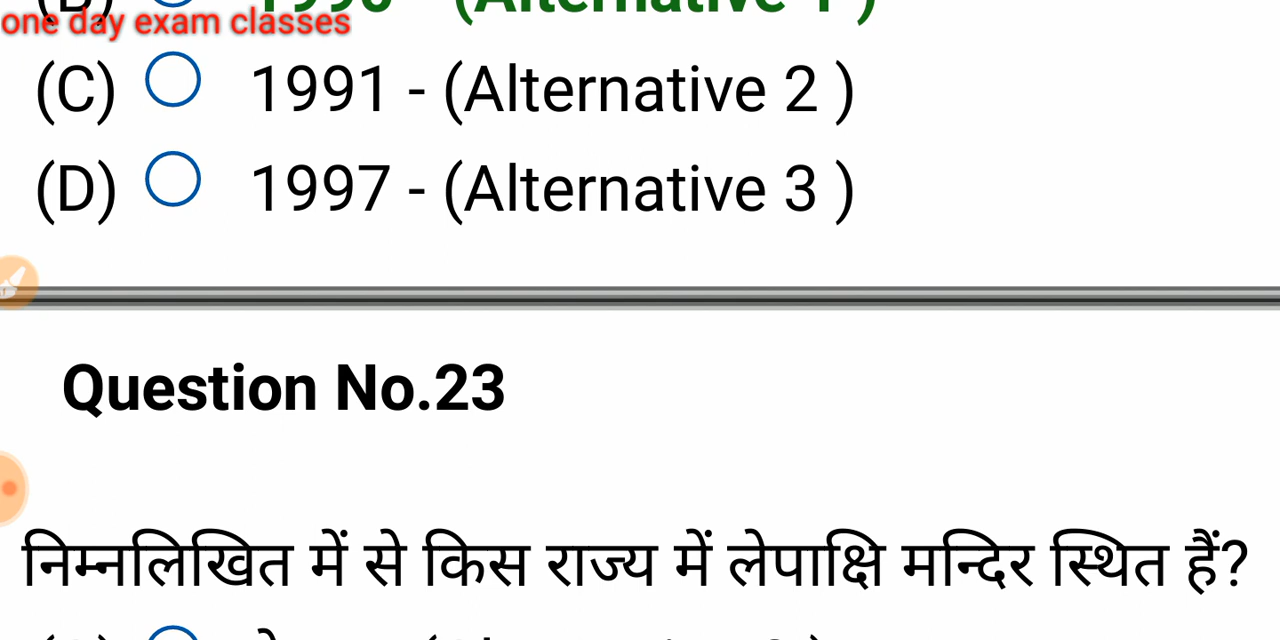 one day exam classes
(C) 1991 - (Alternative 2 )
(D) 1997 - (Alternative 3 )
Question No.23
निम्नलिखित में से किस राज्य में लेपाक्षि मन्दिर स्थित हैं?